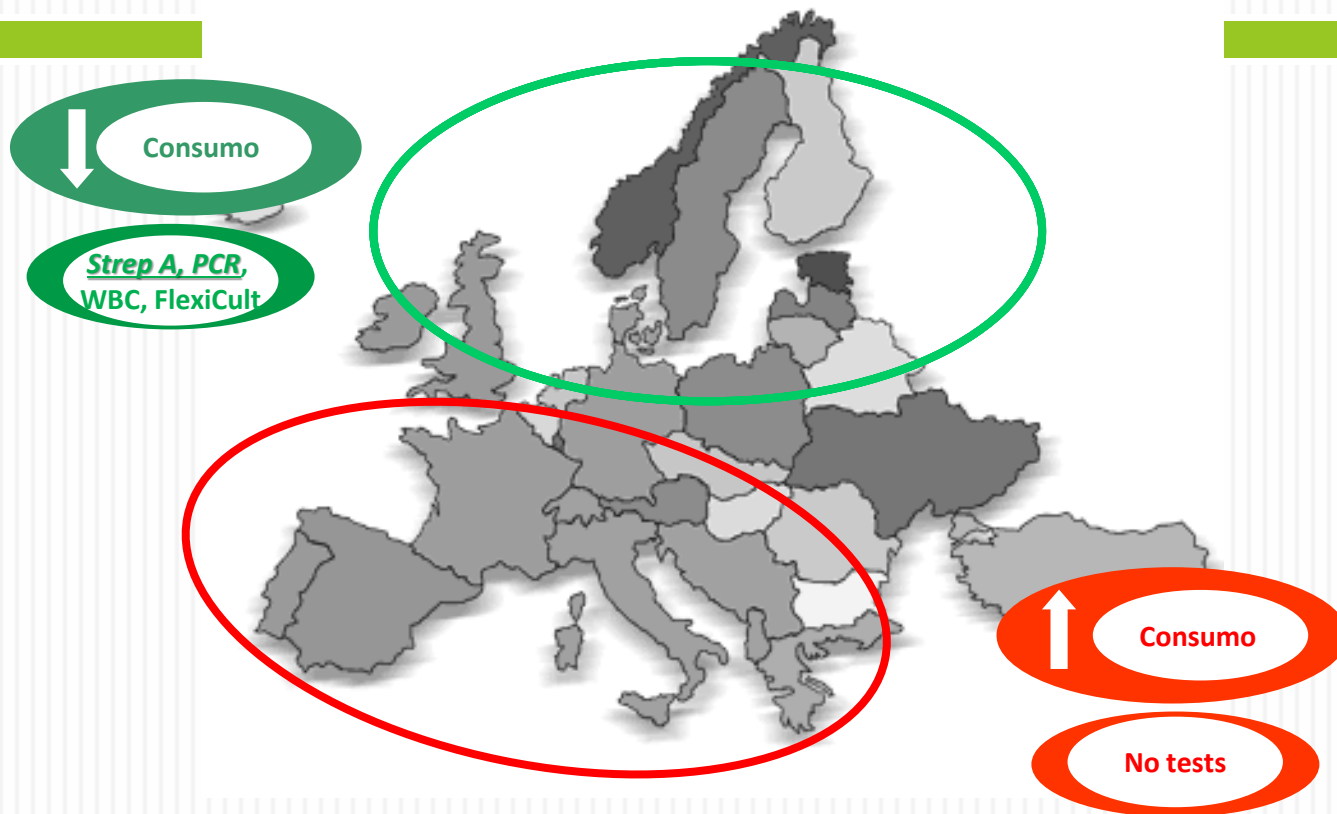 Consumo
Strep A, PCR,
WBC, FlexiCult
Consumo
No tests